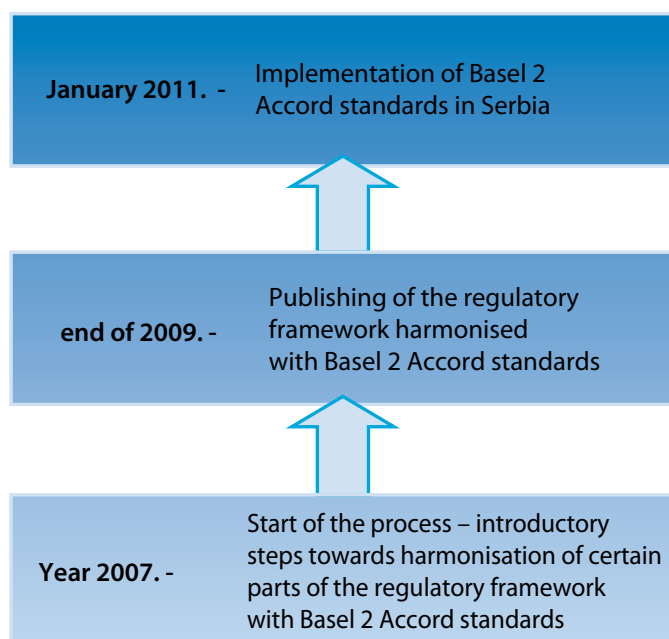 January 2011. -
Implementation of Basel 2
Accord standards in Serbia
end of 2009. -
Publishing of the regulatory
framework harmonised
with Basel 2 Accord standards
Year 2007. -
Start of the process – introductory
steps towards harmonisation of certain
parts of the regulatory framework
with Basel 2 Accord standards